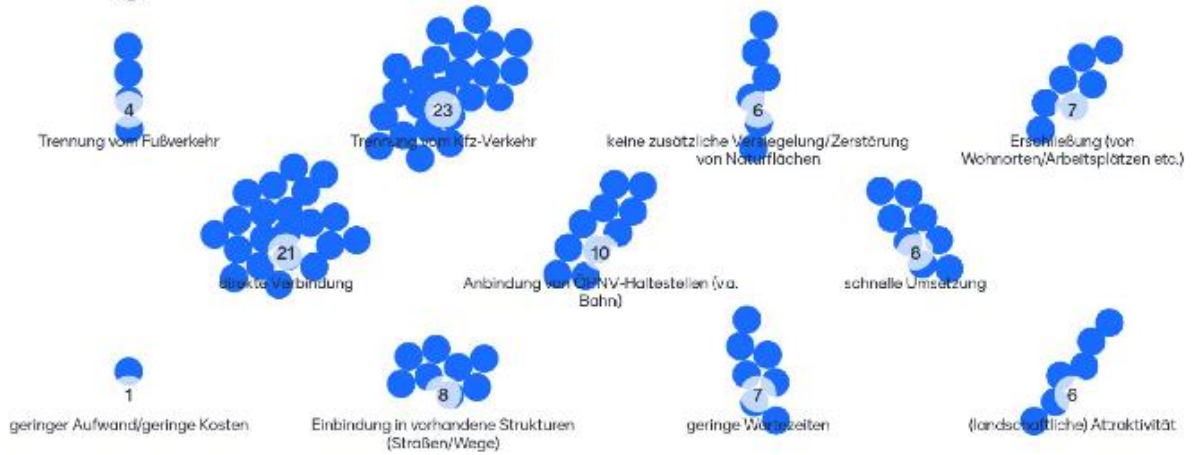 4
23
6
7
Trennung vom Fußverkehr
Trennung vom Kfz-Verkehr
keine zusätzliche Versiegelung/Zerstörung
von Naturflächen
Erschließung (von
Wohnorten/Arbeitsplätzen etc.)
21
10
8
direkte Verbindung
Anbindung von ÖPNV-Haltestellen (v.a.
Bahn)
schnelle Umsetzung
1
8
7
6
geringer Aufwand/geringe Kosten
Einbindung in vorhandene Strukturen
(Straßen/Wege)
geringe Wartezeiten
(landschaftliche) Attraktivität